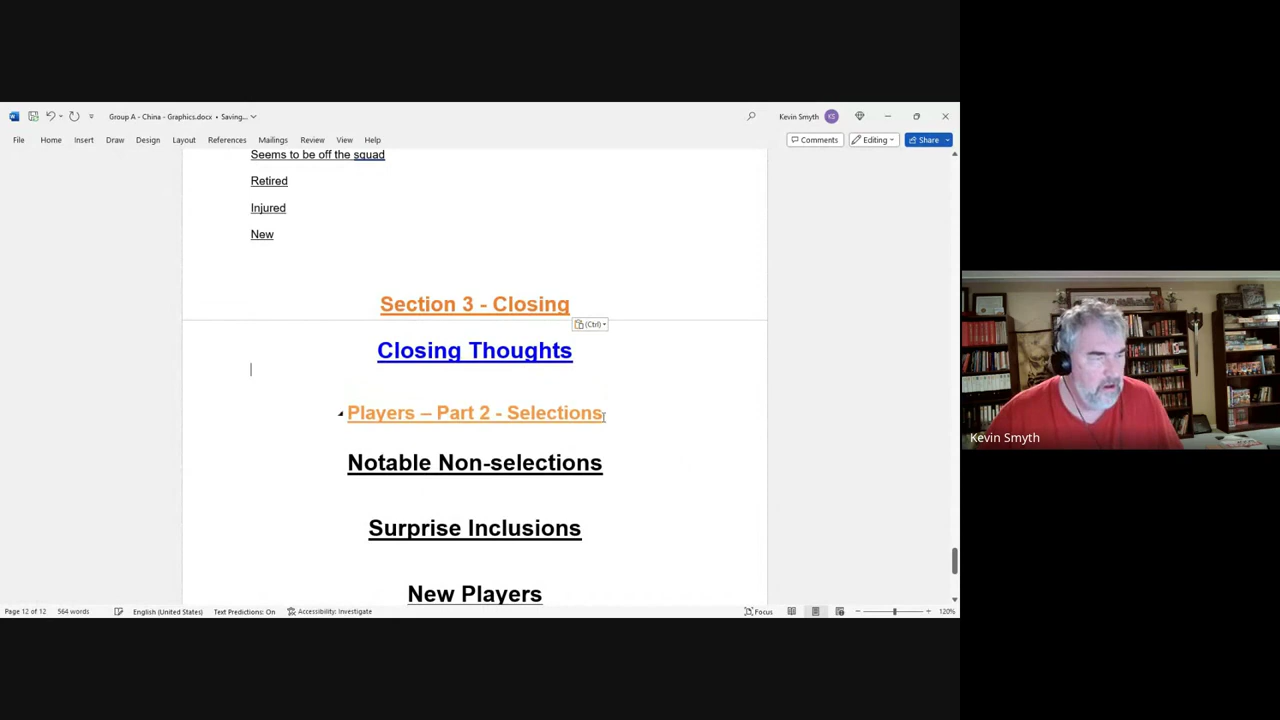 Group A - China - Graphics.docx • Saving...
Kevin Smyth
KS
File
Home
Insert
Draw
Design
Layout
References
Mailings
Review
View
Help
Comments
Editing
Share
Seems to be off the squad
Retired
Injured
New
Section 3 - Closing
(Ctrl)
Closing Thoughts
Players – Part 2 - Selections
Notable Non-selections
Surprise Inclusions
New Players
Kevin Smyth
Page 12 of 12
564 words
English (United States)
Text Predictions: On
Accessibility: Investigate
Focus
120%